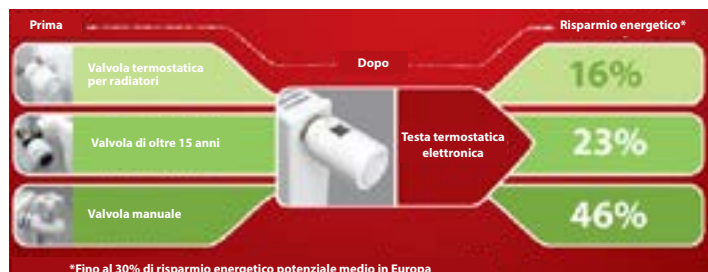 Prima
Risparmio energetico*
Dopo
Valvola termostatica
per radiatori
16%
Valvola di oltre 15 anni
Testa termostatica
elettronica
23%
Valvola manuale
46%
*Fino al 30% di risparmio energetico potenziale medio in Europa